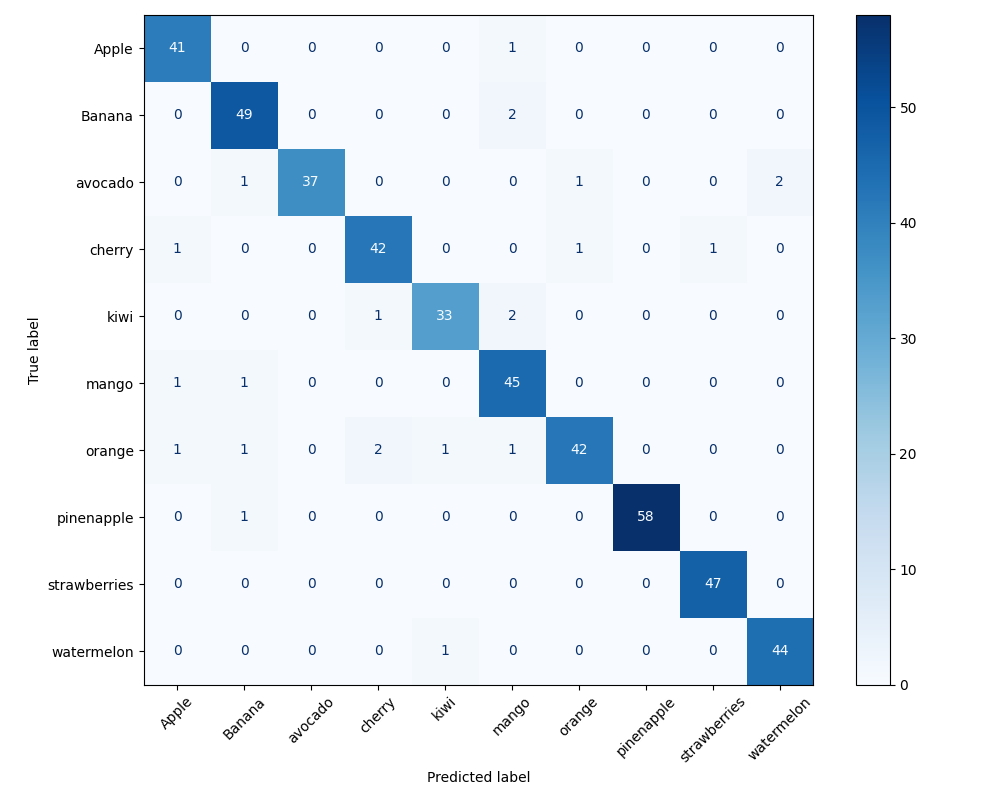 Apple 41 0 0 0 0 1 0 0 0 0
Banana 0 49 0 0 0 2 0 0 0 0
avocado 0 1 37 0 0 0 1 0 0 2
cherry 1 0 0 42 0 0 1 0 1 0
kiwi 0 0 0 1 33 2 0 0 0 0
mango 1 1 0 0 0 45 0 0 0 0
orange 1 1 0 2 1 1 42 0 0 0
pinenapple 0 1 0 0 0 0 0 58 0 0
strawberries 0 0 0 0 0 0 0 0 47 0
watermelon 0 0 0 0 1 0 0 0 0 44
Apple Banana avocado cherry kiwi mango orange pinenapple strawberries watermelon
Predicted label
True label
50
40
30
20
10
0